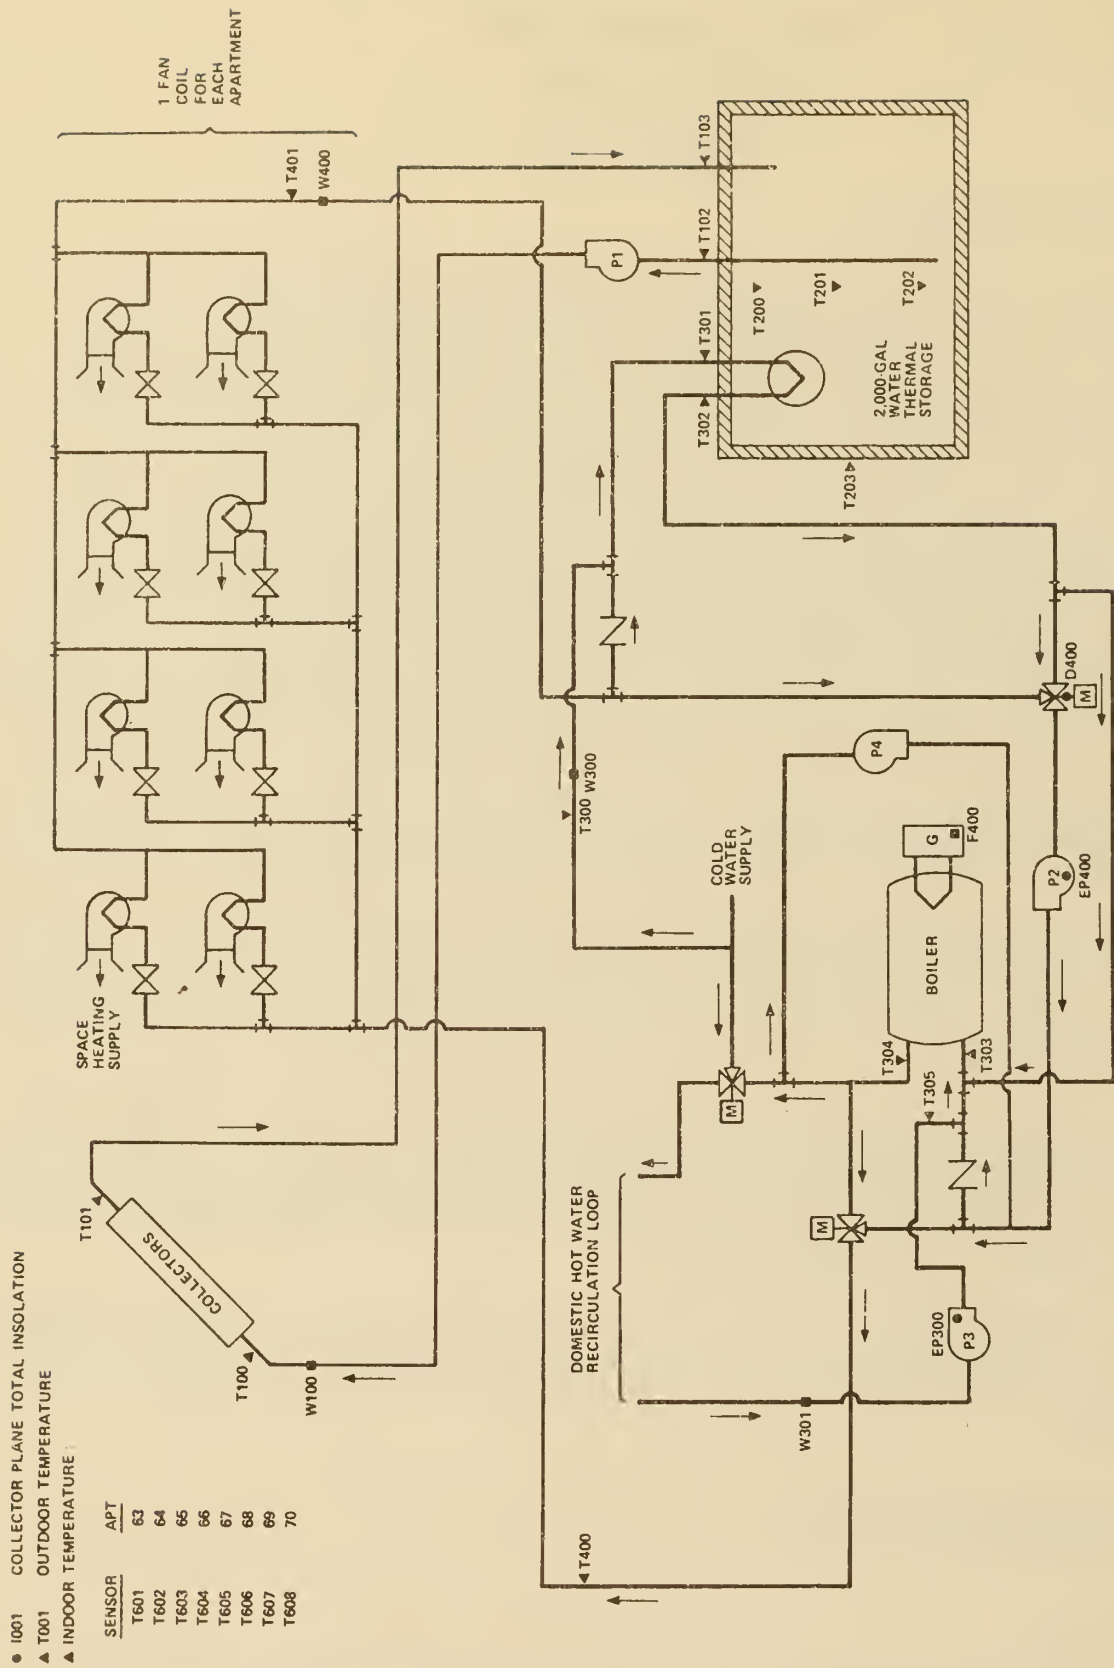 ● I001 COLLECTOR PLANE TOTAL INSOLATION
▲ T001 OUTDOOR TEMPERATURE
▲ INDOOR TEMPERATURE
SENSOR APT
T601 63
T602 64
T603 65
T604 66
T605 67
T606 68
T607 69
T608 70
1 FAN
COIL
FOR
EACH
APARTMENT
SPACE
HEATING
SUPPLY
T401
W400
T101
COLLECTORS
T100
W100
P1
T103
T102
T301
T302
T200
T201
T202
2,000-GAL
WATER
THERMAL
STORAGE
T203
T300 W300
COLD
WATER
SUPPLY
P4
D400
M
M
DOMESTIC HOT WATER
RECIRCULATION LOOP
BOILER
G
F400
P2
EP400
T304
T303
T305
M
EP300
P3
W301
T400